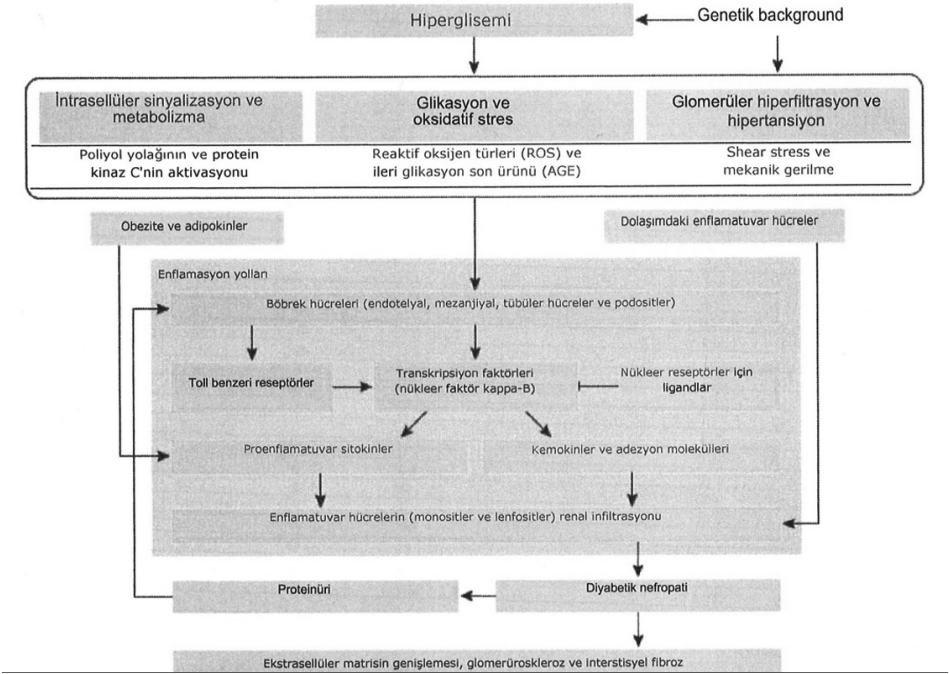 Hiperglisemi
Genetik background
İntrasellüler sinyalizasyon ve
metabolizma
Glikasyon ve
oksidatif stres
Glomerüler hiperfiltrasyon ve
hipertansiyon
Poliyol yolağının ve protein
kinaz C'nin aktivasyonu
Reaktif oksijen türleri (ROS) ve
ileri glikasyon son ürünü (AGE)
Shear stress ve
mekanik gerilme
Obezite ve adipokinler
Dolaşımdaki enflamatuvar hücreler
Enflamasyon yolları
Böbrek hücreleri (endotelyal, mezanjiyal, tübüler hücreler ve podositler)
Toll benzeri reseptörler
Transkripsiyon faktörleri
(nükleer faktör kappa-B)
Nükleer reseptörler için
ligandlar
Proenflamatuvar sitokinler
Kemokinler ve adezyon molekülleri
Enflamatuvar hücrelerin (monositler ve lenfositler) renal infiltrasyonu
Proteinüri
Diyabetik nefropati
Ekstrasellüler matrisin genişlemesi, glomerüroskleroz ve interstisyel fibroz